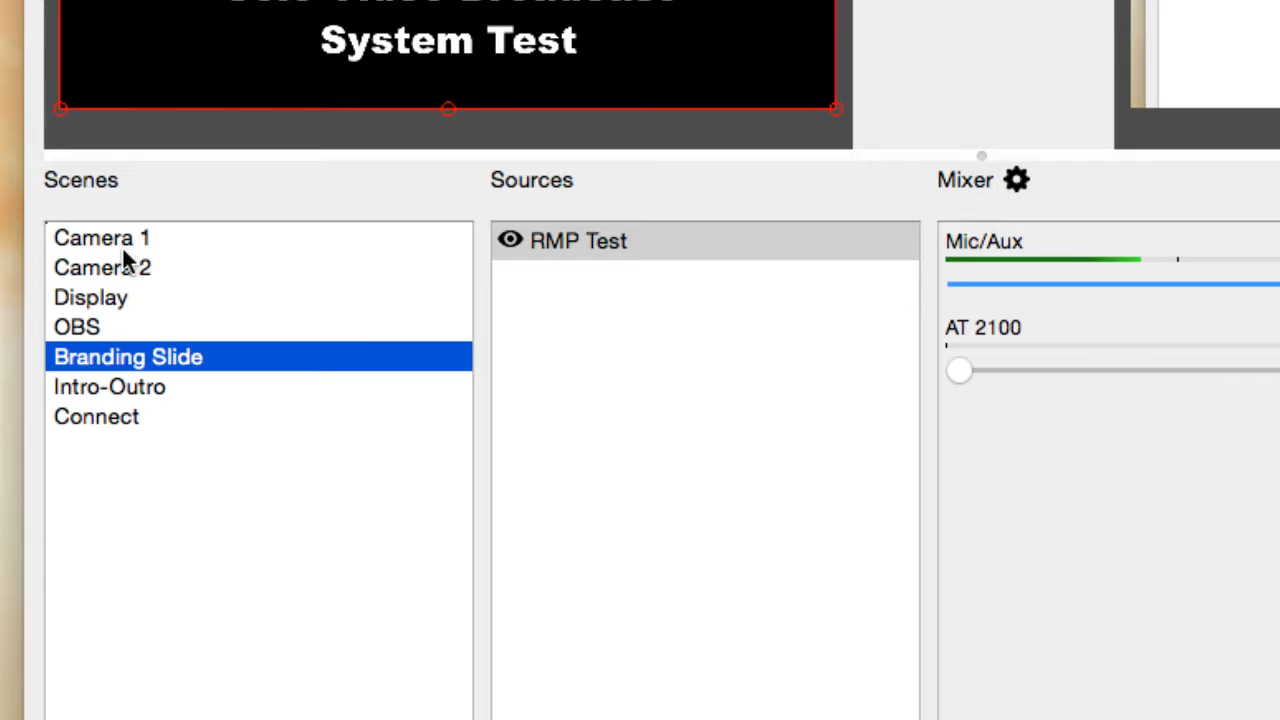 System Test
Scenes
Sources
Mixer
Camera 1
Camera 2
Display
OBS
Branding Slide
Intro-Outro
Connect
RMP Test
Mic/Aux
AT 2100